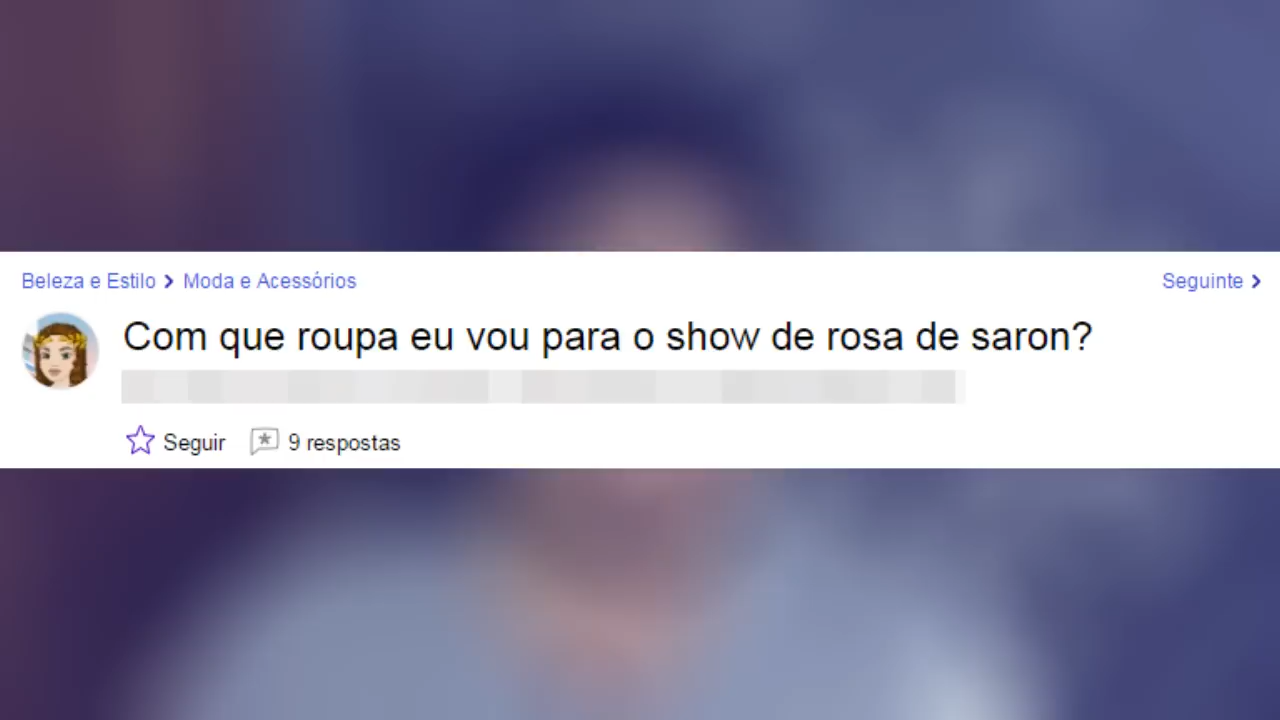 Beleza e Estilo > Moda e Acessórios
Seguinte >
Com que roupa eu vou para o show de rosa de saron?
Seguir 9 respostas